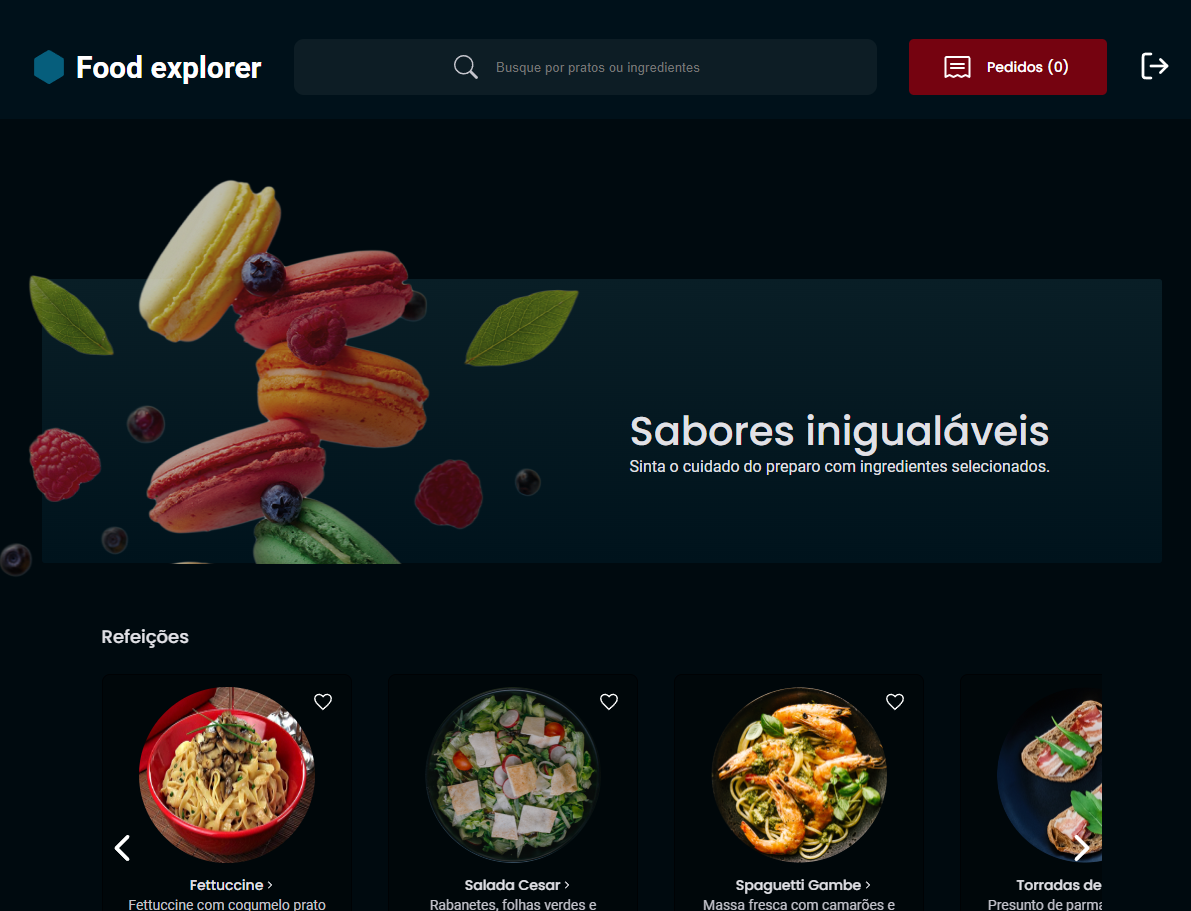 Food explorer
Busque por pratos ou ingredientes
Pedidos (0)
Sabores inigualáveis
Sinta o cuidado do preparo com ingredientes selecionados.
Refeições
Fettuccine >
Salada Cesar >
Spaguetti Gambe >
Torradas de
Fettuccine com cogumelo prato
Rabanetes, folhas verdes e
Massa fresca com camarões e
Presunto de parma